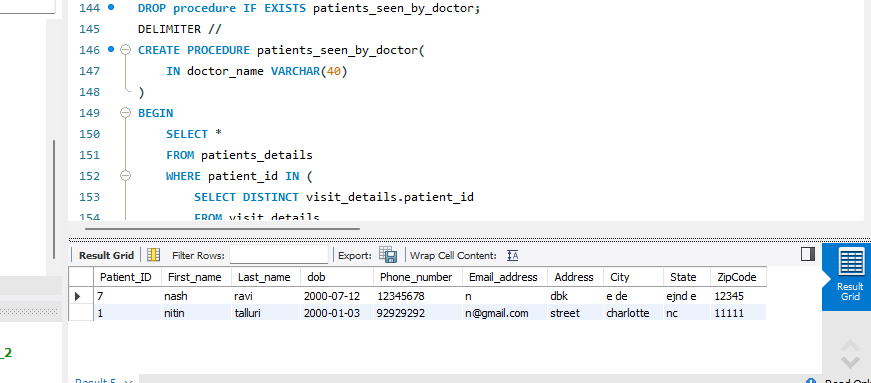 144 DROP procedure IF EXISTS patients_seen_by_doctor;
145 DELIMITER //
146 CREATE PROCEDURE patients_seen_by_doctor(
147 IN doctor_name VARCHAR(40)
148 )
149 BEGIN
150 SELECT *
151 FROM patients_details
152 WHERE patient_id IN (
153 SELECT DISTINCT visit_details.patient_id
154 FROM visit_details
Result Grid Filter Rows: Export: Wrap Cell Content:
Patient_ID First_name Last_name dob Phone_number Email_address Address City State ZipCode
7 nash ravi 2000-07-12 12345678 n dbk e de ejnd e 12345
1 nitin talluri 2000-01-03 92929292 n@gmail.com street charlotte nc 11111
Result
Grid
_2
Result 5
Read Only